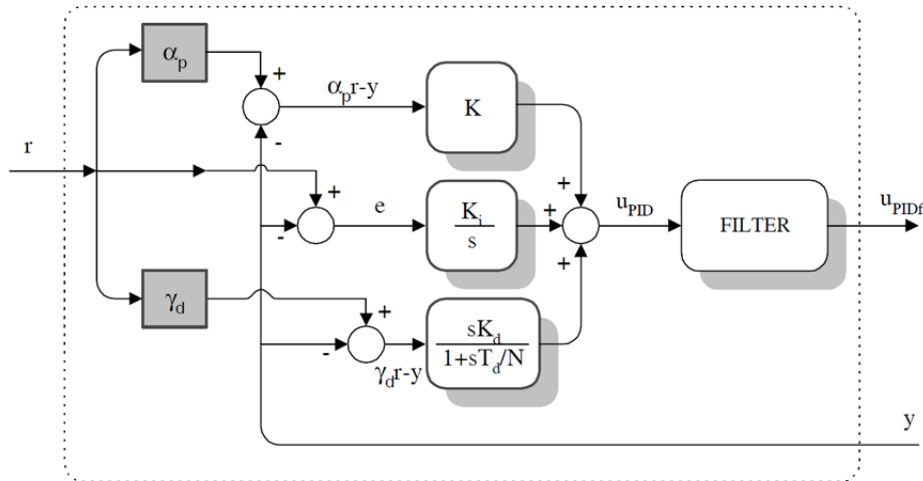 αp
+
αpr-y
K
-
r
+
+
e
Ki
s
+
uPID
FILTER
uPIDf
-
+
γd
+
-
γdr-y
sKd
1+sTd/N
y